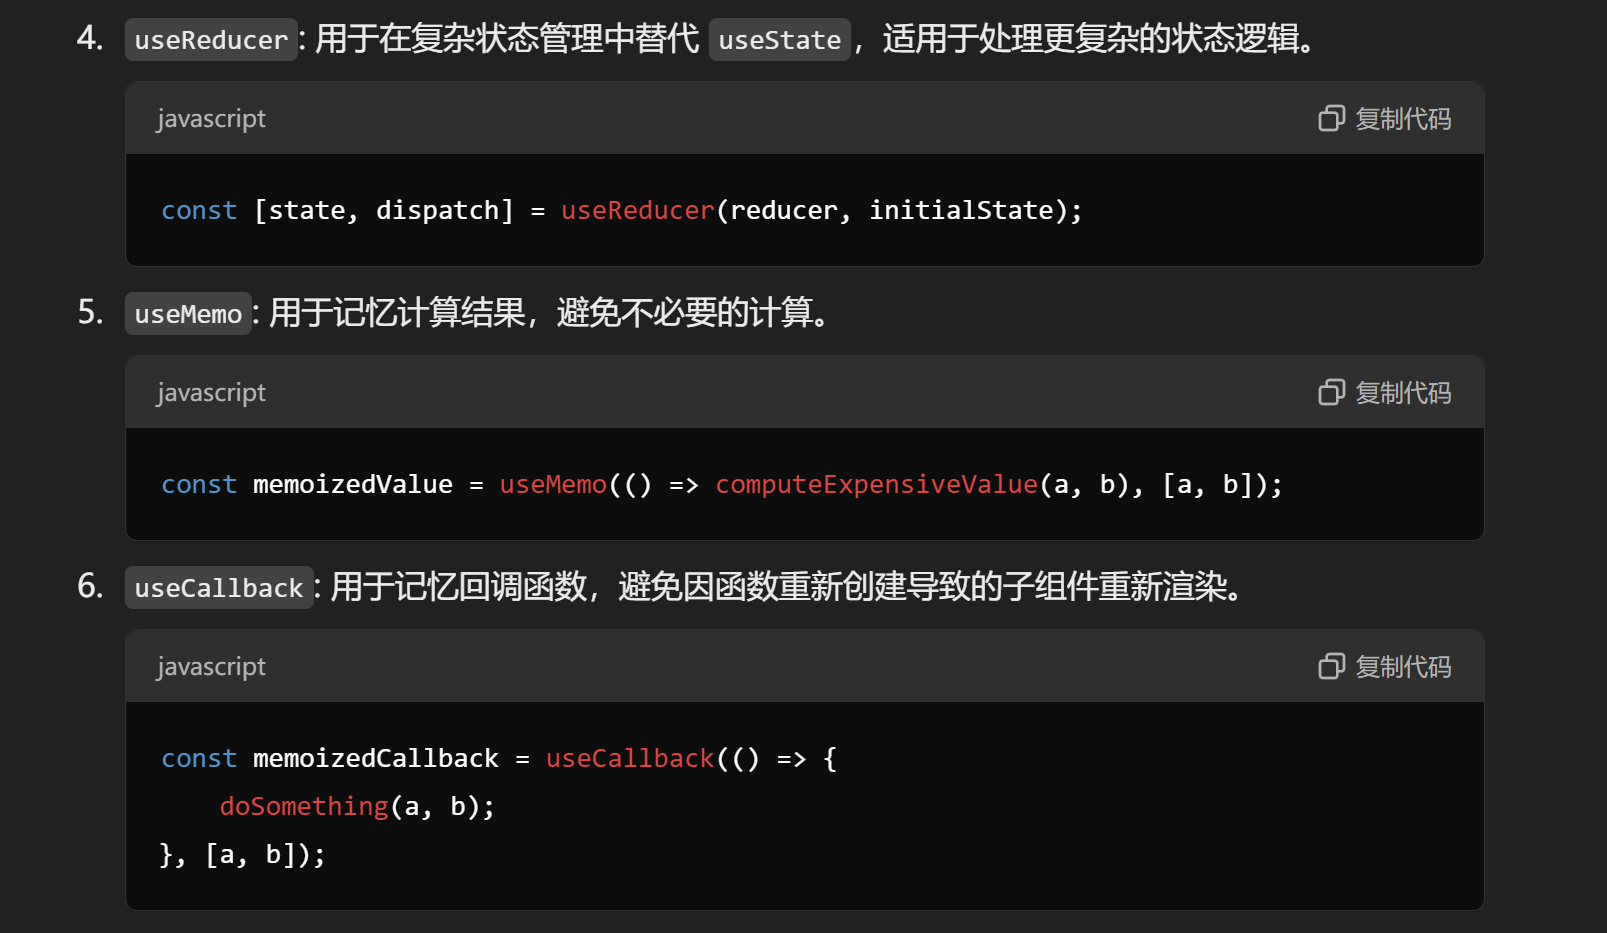 4. useReducer: 用于在复杂状态管理中替代 useState，适用于处理更复杂的状态逻辑。
javascript 复制代码
const [state, dispatch] = useReducer(reducer, initialState);
5. useMemo: 用于记忆计算结果，避免不必要的计算。
javascript 复制代码
const memoizedValue = useMemo(() => computeExpensiveValue(a, b), [a, b]);
6. useCallback: 用于记忆回调函数，避免因函数重新创建导致的子组件重新渲染。
javascript 复制代码
const memoizedCallback = useCallback(() => {
    doSomething(a, b);
}, [a, b]);